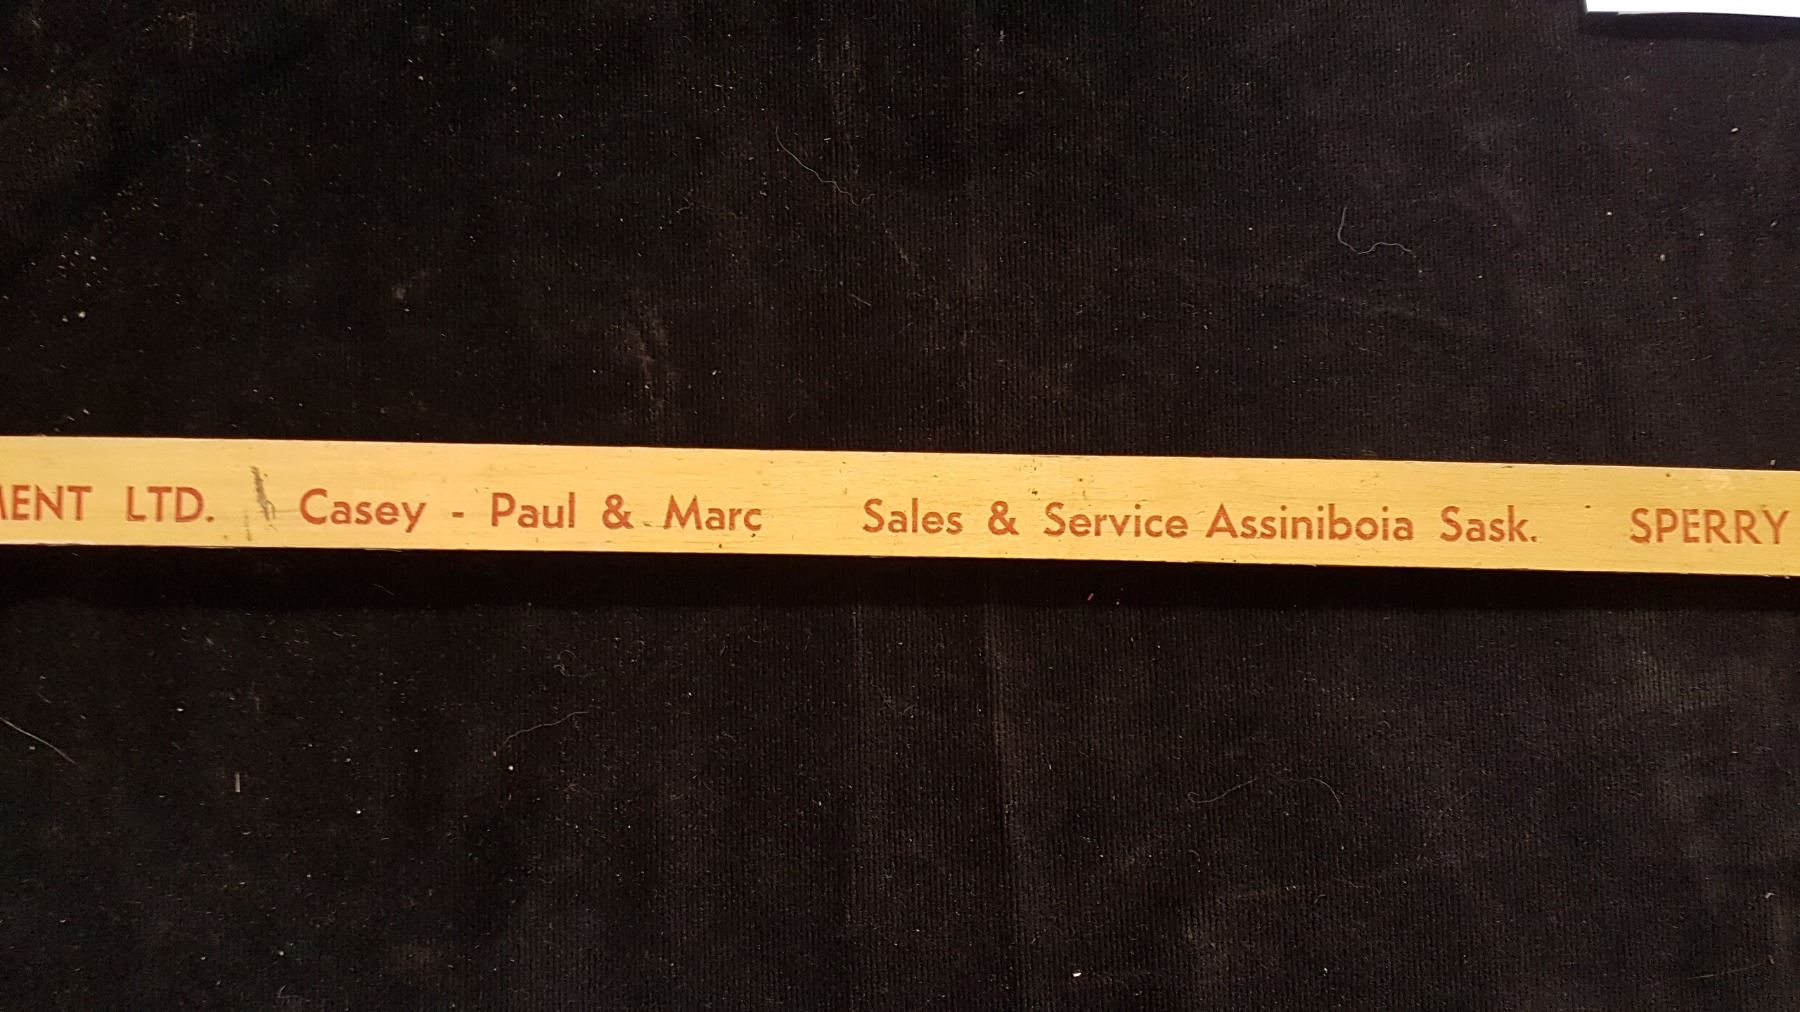 MENT LTD. Casey - Paul & Marc Sales & Service Assiniboia Sask. SPERRY